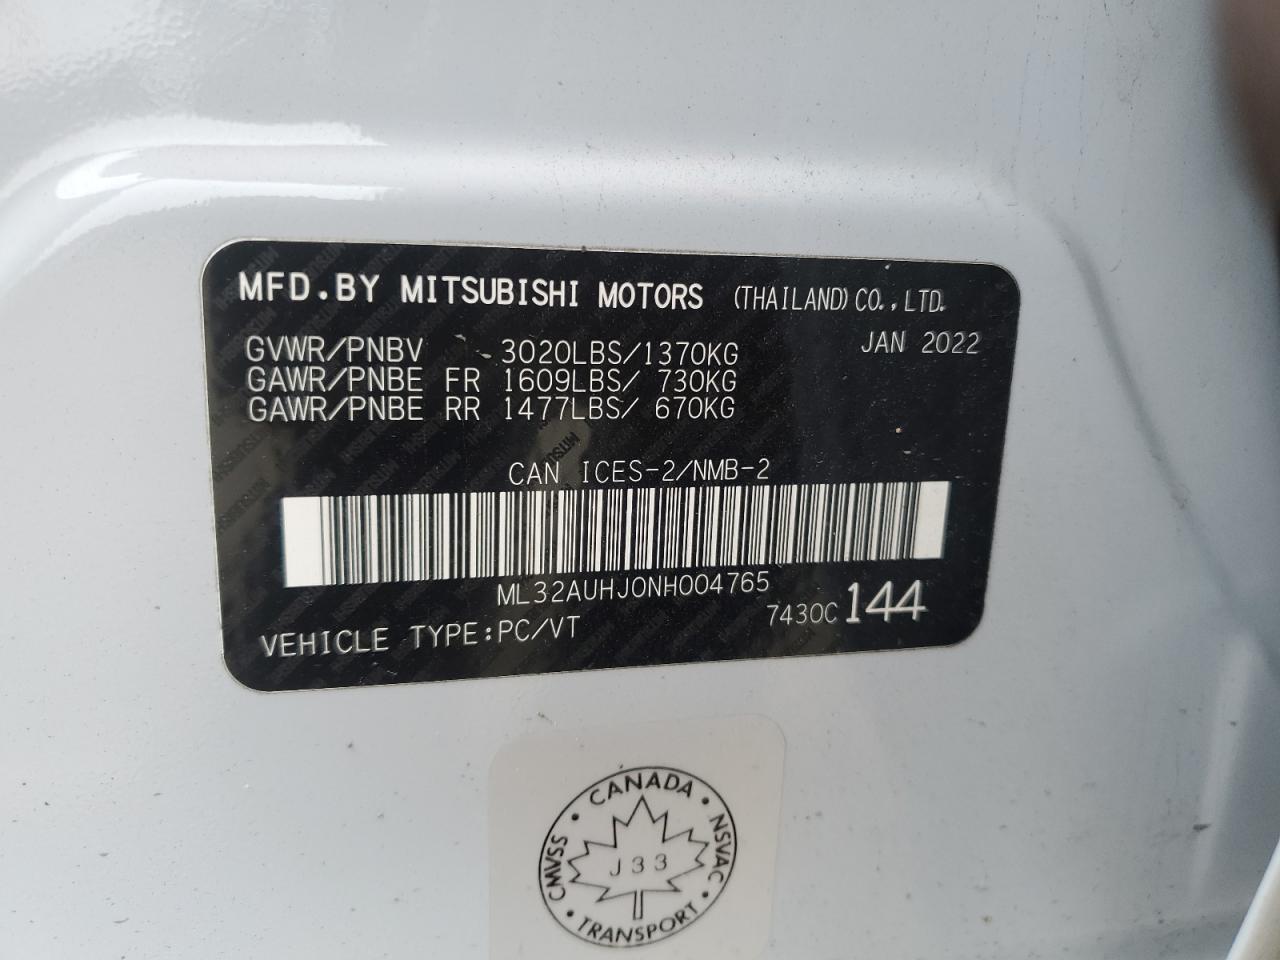 MFD.BY MITSUBISHI MOTORS (THAILAND) CO.,LTD.
JAN 2022
GVWR/PNBV 3020LBS/1370KG
GAWR/PNBE FR 1609LBS/ 730KG
GAWR/PNBE RR 1477LBS/ 670KG
CAN ICES-2/NMB-2
ML32AUHJ0NH004765
7430C 144
VEHICLE TYPE:PC/VT
CANADA
CMVSS
NSVAC
J33
TRANSPORT